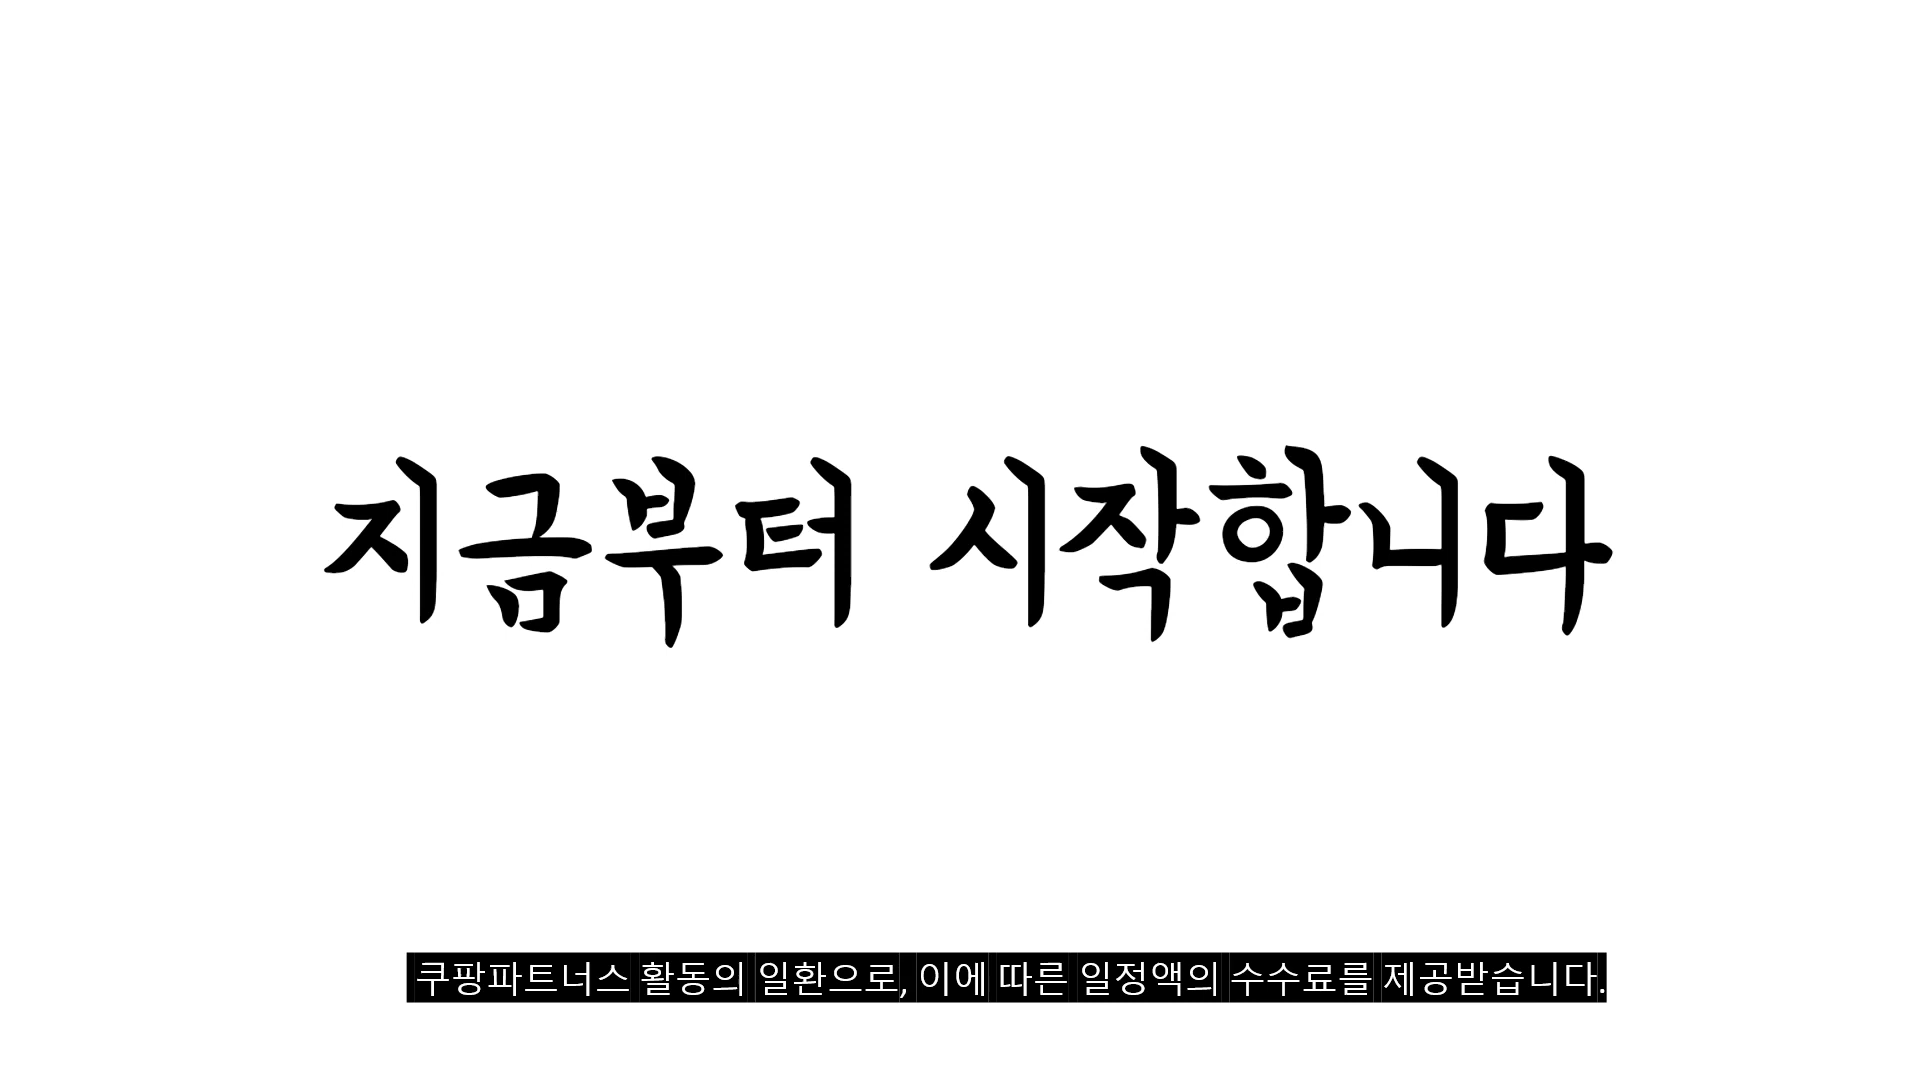 지금부터 시작합니다
쿠팡파트너스 활동의 일환으로, 이에 따른 일정액의 수수료를 제공받습니다.